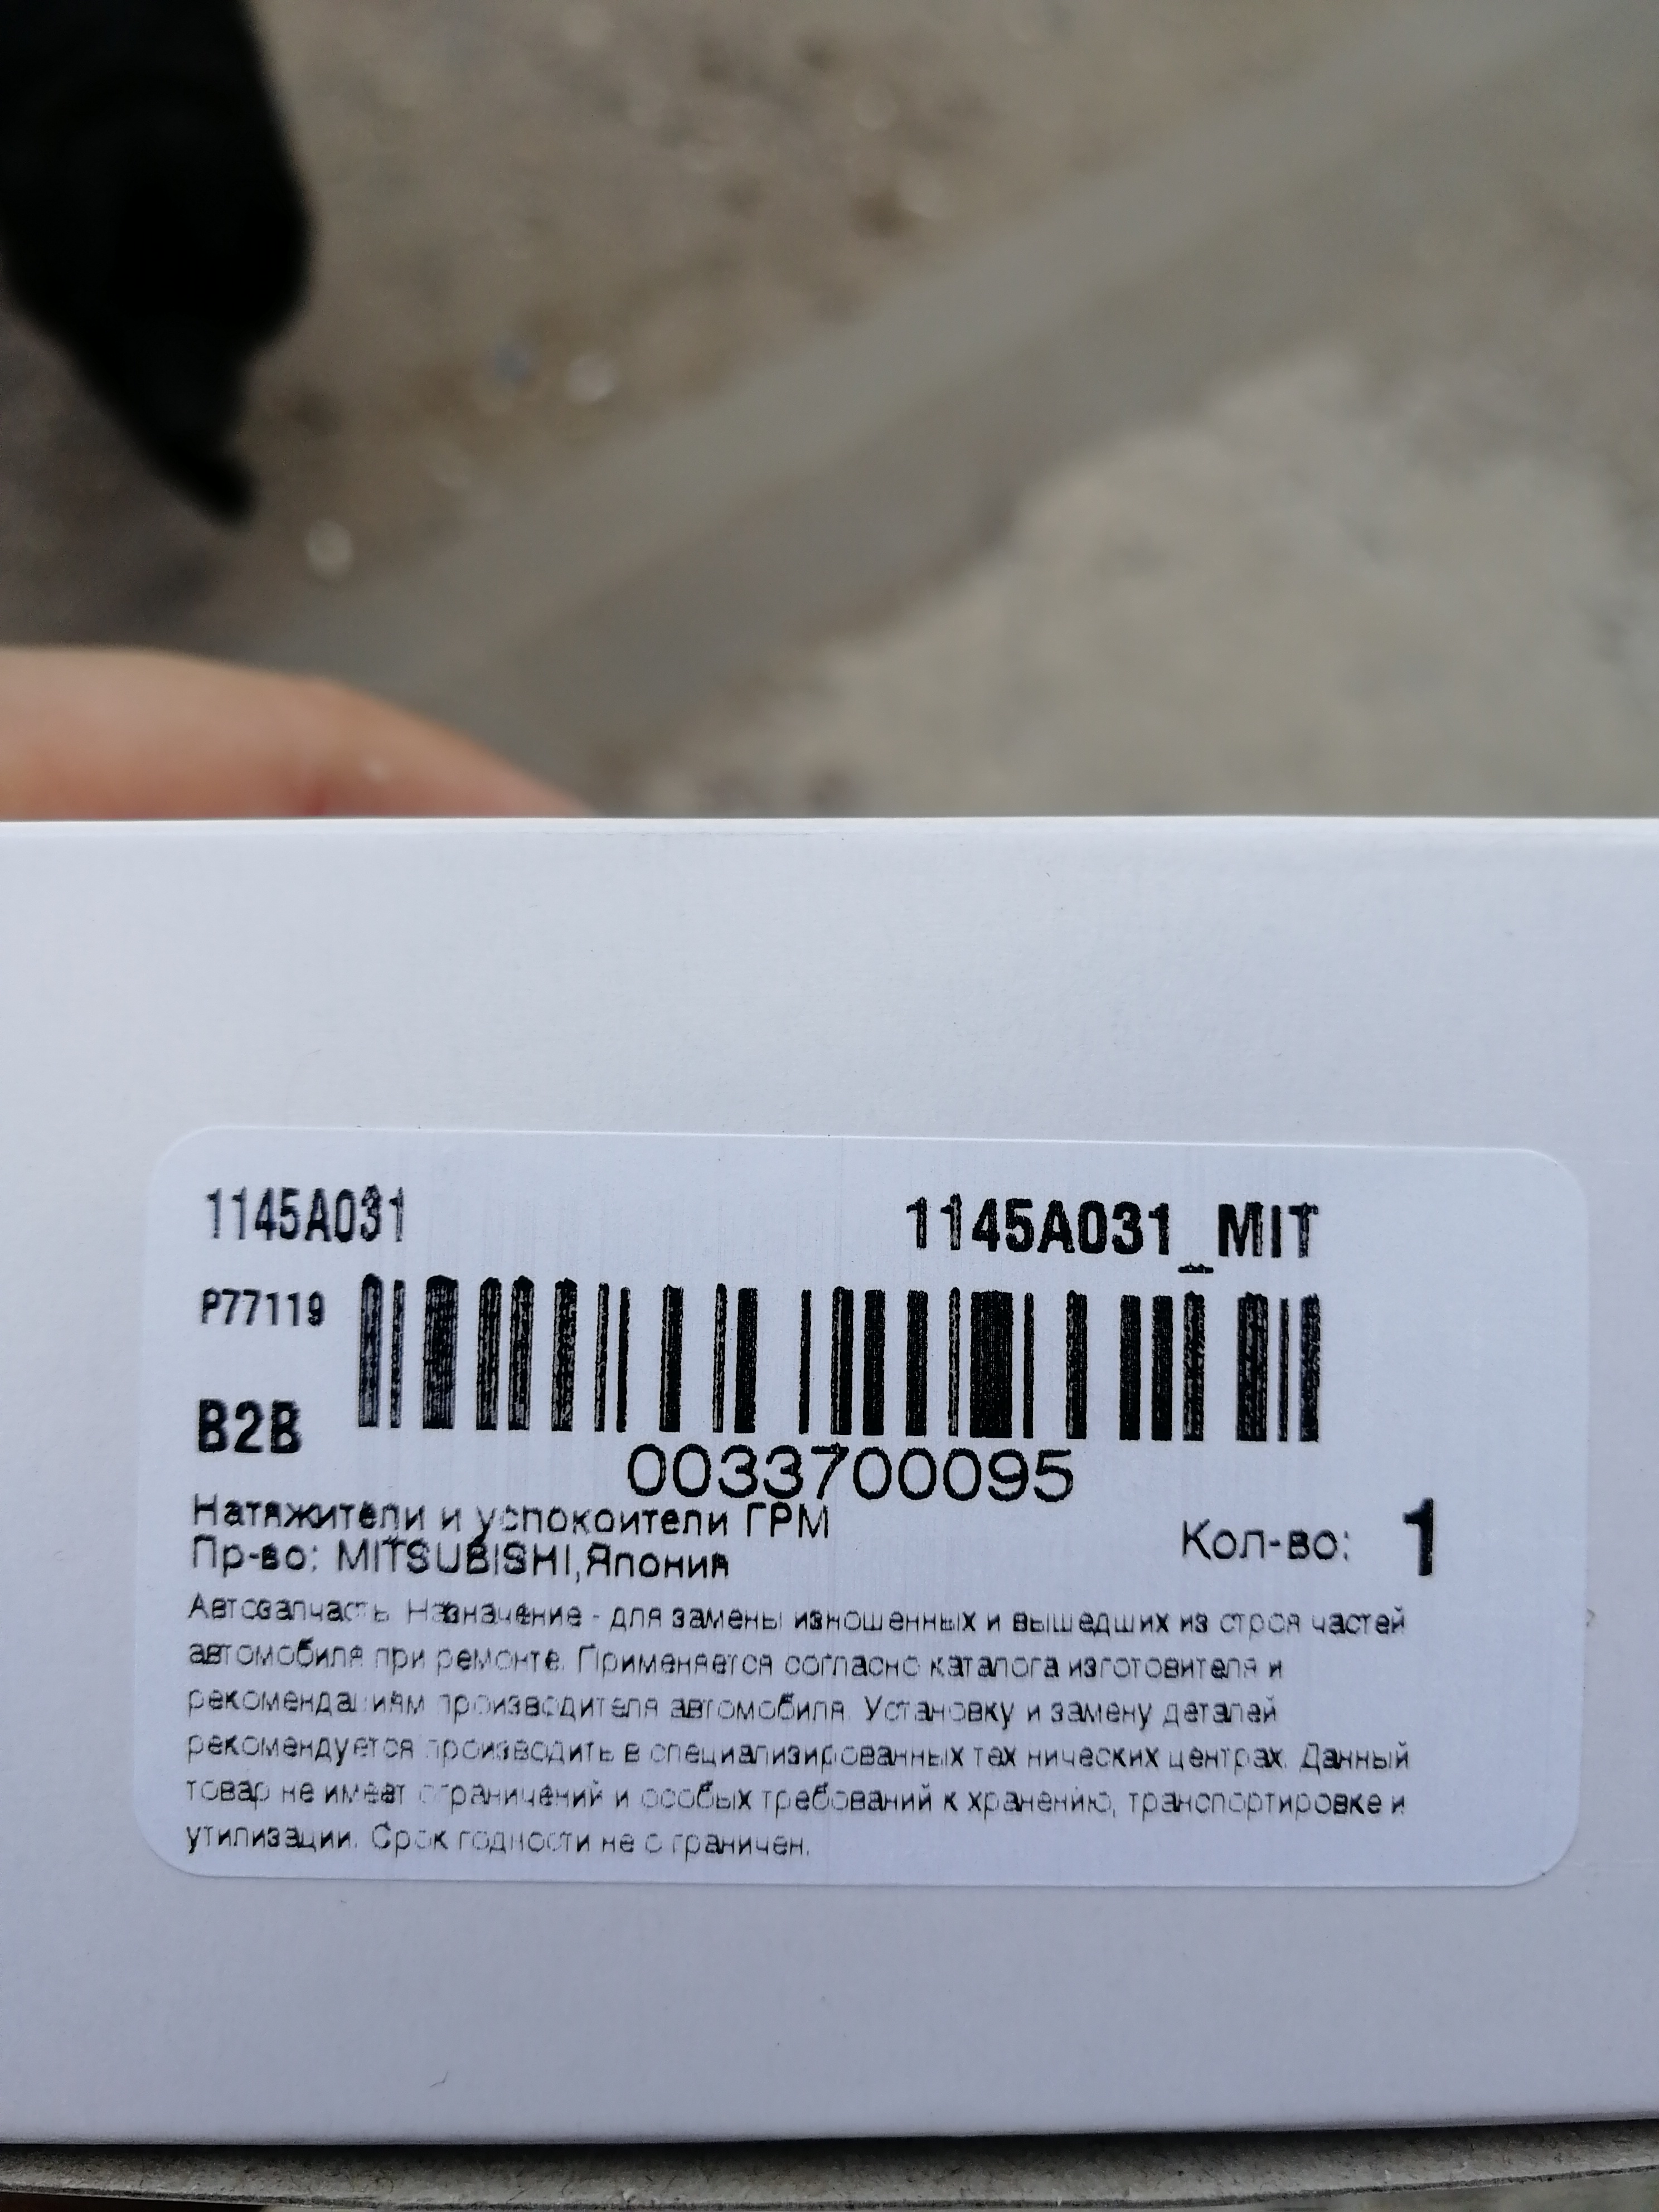 1145A031 1145A031_MIT
P77119
B2B
0033700095
Натяжители и успокоители ГРМ
Пр-во: MITSUBISHI,Япония Кол-во: 1
Автозапчасть. Назначение - для замены изношенных и вышедших из строя частей
автомобиля при ремонте. Применяется согласно каталога изготовителя и
рекомендациям производителя автомобиля. Установку и замену деталей
рекомендуется производить в специализированных технических центрах. Данный
товар не имеет ограничений и особых требований к хранению, транспортировке и
утилизации. Срок годности не ограничен.